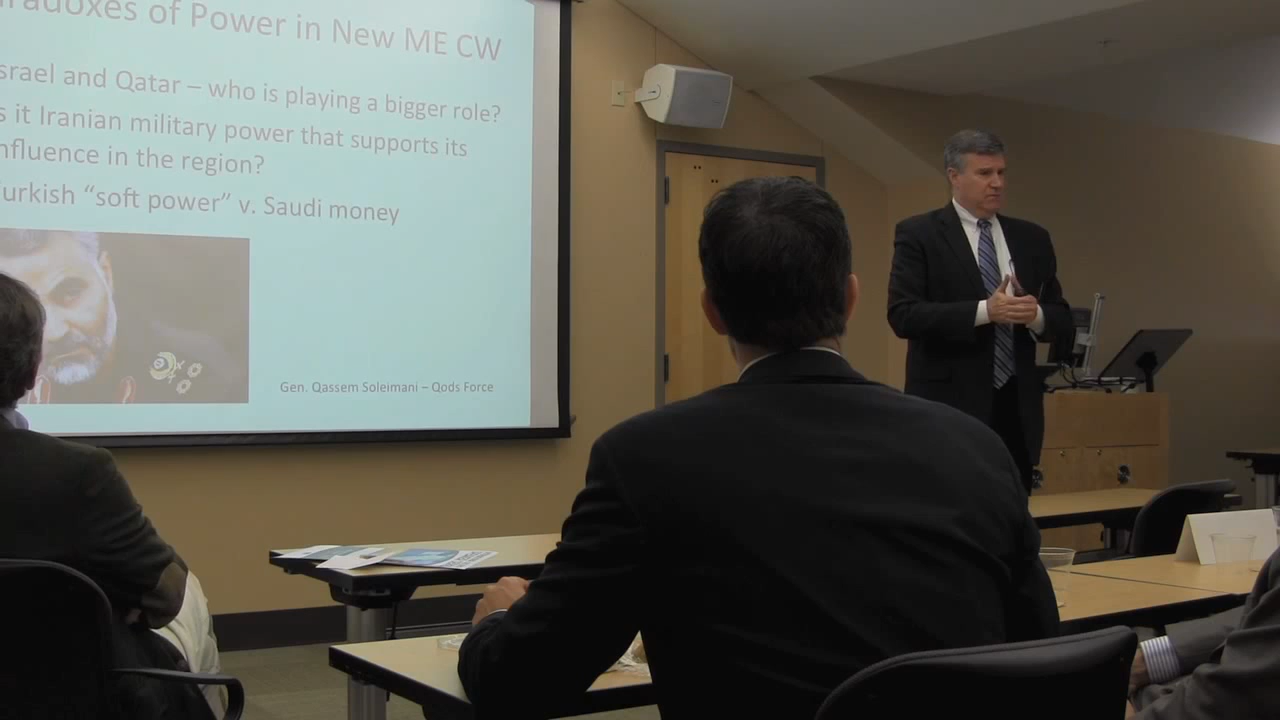 radoxes of Power in New ME CW
srael and Qatar – who is playing a bigger role?
s it Iranian military power that supports its
nfluence in the region?
urkish “soft power” v. Saudi money
Gen. Qassem Soleimani – Qods Force